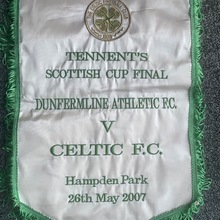 TENNENT'S
SCOTTISH CUP FINAL
DUNFERMLINE ATHLETIC F.C.
V
CELTIC F.C.
Hampden Park
26th May 2007